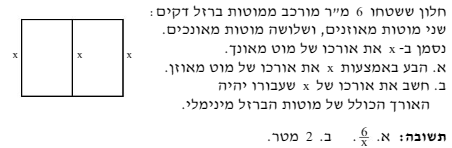 חלון ששטחו 6 מ"ר מורכב ממוטות ברזל דקים:
שני מוטות מאוזנים, ושלושה מוטות מאונכים.
נסמן ב- x את אורכו של מוט מאונך.
א. הבע באמצעות x את אורכו של מוט מאוזן.
ב. חשב את אורכו של x שעבורו יהיה
האורך הכולל של מוטות הברזל מינימלי.
תשובה: א. 6/x. ב. 2 מטר.
x x x